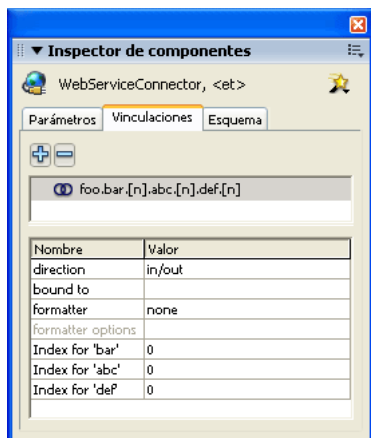 Inspector de componentes
WebServiceConnector, <et>
Parámetros Vinculaciones Esquema
foo.bar.[n].abc.[n].def.[n]
Nombre Valor
direction in/out
bound to
formatter none
formatter options
Index for 'bar' 0
Index for 'abc' 0
Index for 'def' 0